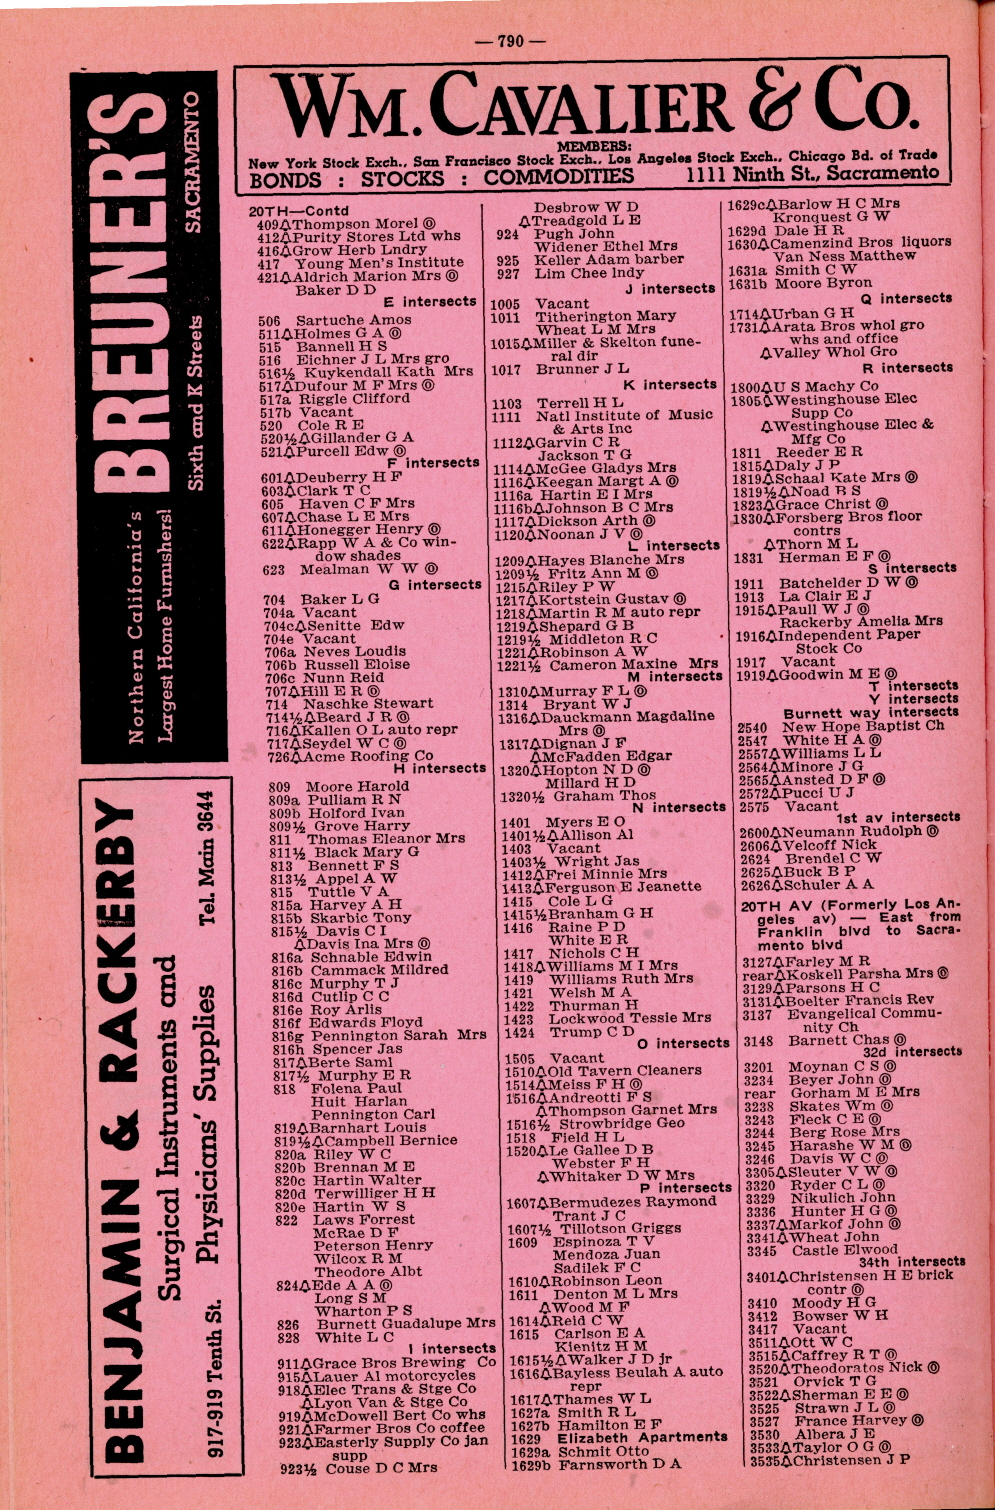 — 790 —
BREUNER'S
SACRAMENTO
Sixth and K Streets
Northern California's
Largest Home Furnishers!
BENJAMIN & RACKERBY
Surgical Instruments and
Physicians' Supplies
917-919 Tenth St. Tel. Main 3644
WM. CAVALIER & CO.
MEMBERS:
New York Stock Exch., San Francisco Stock Exch., Los Angeles Stock Exch., Chicago Bd. of Trade
BONDS : STOCKS : COMMODITIES 1111 Ninth St., Sacramento
20TH—Contd
409△Thompson Morel ⓞ
412△Purity Stores Ltd whs
416△Grow Herb Lndry
417 Young Men's Institute
421△Aldrich Marion Mrs ⓞ
Baker D D
E intersects
506 Sartuche Amos
511△Holmes G A ⓞ
515 Bannell H S
516 Eichner J L Mrs gro
516½ Kuykendall Kath Mrs
517△Dufour M F Mrs ⓞ
517a Riggle Clifford
517b Vacant
520 Cole R E
520½△Gillander G A
521△Purcell Edw ⓞ
F intersects
601△Deuberry H F
603△Clark T C
605 Haven C F Mrs
607△Chase L E Mrs
611△Honegger Henry ⓞ
622△Rapp W A & Co win-
dow shades
623 Mealman W W ⓞ
G intersects
704 Baker L G
704a Vacant
704c△Senitte Edw
704e Vacant
706a Neves Loudis
706b Russell Eloise
706c Nunn Reid
707△Hill E R ⓞ
714 Naschke Stewart
714½△Beard J R ⓞ
716△Kallen O L auto repr
717△Seydel W C ⓞ
726△Acme Roofing Co
H intersects
809 Moore Harold
809a Pulliam R N
809b Holford Ivan
809½ Grove Harry
811 Thomas Eleanor Mrs
811½ Black Mary G
813 Bennett F S
813½ Appel A W
815 Tuttle V A
815a Harvey A H
815b Skarbic Tony
815½ Davis C I
△Davis Ina Mrs ⓞ
816a Schnable Edwin
816b Cammack Mildred
816c Murphy T J
816d Cutlip C C
816e Roy Arlis
816f Edwards Floyd
816g Pennington Sarah Mrs
816h Spencer Jas
817△Berte Saml
817½ Murphy E R
818 Folena Paul
Huit Harlan
Pennington Carl
819△Barnhart Louis
819½△Campbell Bernice
820a Riley W C
820b Brennan M E
820c Hartin Walter
820d Terwilliger H H
820e Hartin W S
822 Laws Forrest
McRae D F
Peterson Henry
Wilcox R M
Theodore Albt
824△Ede A A ⓞ
Long S M
Wharton P S
826 Burnett Guadalupe Mrs
828 White L C
I intersects
911△Grace Bros Brewing Co
915△Lauer Al motorcycles
918△Elec Trans & Stge Co
△Lyon Van & Stge Co
919△McDowell Bert Co whs
921△Farmer Bros Co coffee
923△Easterly Supply Co jan
supp
923½ Couse D C Mrs
Desbrow W D
△Treadgold L E
924 Pugh John
Widener Ethel Mrs
925 Keller Adam barber
927 Lim Chee lndy
J intersects
1005 Vacant
1011 Titherington Mary
Wheat L M Mrs
1015△Miller & Skelton fune-
ral dir
1017 Brunner J L
K intersects
1103 Terrell H L
1111 Natl Institute of Music
& Arts Inc
1112△Garvin C R
Jackson T G
1114△McGee Gladys Mrs
1116△Keegan Margt A ⓞ
1116a Hartin E I Mrs
1116b△Johnson B C Mrs
1117△Dickson Arth ⓞ
1120△Noonan J V ⓞ
L intersects
1209△Hayes Blanche Mrs
1209½ Fritz Ann M ⓞ
1215△Riley P W
1217△Kortstein Gustav ⓞ
1218△Martin R M auto repr
1219△Shepard G B
1219½ Middleton R C
1221△Robinson A W
1221½ Cameron Maxine Mrs
M intersects
1310△Murray F L ⓞ
1314 Bryant W J
1316△Dauckmann Magdaline
Mrs ⓞ
1317△Dignan J F
△McFadden Edgar
1320△Hopton N D ⓞ
Millard H D
1320½ Graham Thos
N intersects
1401 Myers E O
1401½△Allison Al
1403 Vacant
1403½ Wright Jas
1412△Frei Minnie Mrs
1413△Ferguson E Jeanette
1415 Cole L G
1415½Branham G H
1416 Raine P D
White E R
1417 Nichols C H
1418△Williams M I Mrs
1419 Williams Ruth Mrs
1421 Welsh M A
1422 Thurman H
1423 Lockwood Tessie Mrs
1424 Trump C D
O intersects
1505 Vacant
1510△Old Tavern Cleaners
1514△Meiss F H ⓞ
1516△Andreotti F S
△Thompson Garnet Mrs
1516½ Strowbridge Geo
1518 Field H L
1520△Le Gallee D B
Webster F H
△Whitaker D W Mrs
P intersects
1607△Bermudezes Raymond
Trant J C
1607½ Tillotson Griggs
1609 Espinoza T V
Mendoza Juan
Sadilek F C
1610△Robinson Leon
1611 Denton M L Mrs
△Wood M F
1614△Reid C W
1615 Carlson E A
Kienitz H M
1615½△Walker J D jr
1616△Bayless Beulah A auto
repr
1617△Thames W L
1627a Smith R L
1627b Hamilton E F
1629 Elizabeth Apartments
1629a Schmit Otto
1629b Farnsworth D A
1629c△Barlow H C Mrs
Kronquest G W
1629d Dale H R
1630△Camenzind Bros liquors
Van Ness Matthew
1631a Smith C W
1631b Moore Byron
Q intersects
1714△Urban G H
1731△Arata Bros whol gro
whs and office
△Valley Whol Gro
R intersects
1800△U S Machy Co
1805△Westinghouse Elec
Supp Co
△Westinghouse Elec &
Mfg Co
1811 Reeder E R
1815△Daly J P
1819△Schaal Kate Mrs ⓞ
1819½△Noad B S
1823△Grace Christ ⓞ
1830△Forsberg Bros floor
contrs
△Thorn M L
1831 Herman E F ⓞ
S intersects
1911 Batchelder D W ⓞ
1913 La Clair E J
1915△Paull W J ⓞ
Rackerby Amelia Mrs
1916△Independent Paper
Stock Co
1917 Vacant
1919△Goodwin M E ⓞ
T intersects
Y intersects
Burnett way intersects
2540 New Hope Baptist Ch
2547 White H A ⓞ
2557△Williams L L
2564△Minore J G
2565△Ansted D F ⓞ
2572△Pucci U J
2575 Vacant
1st av intersects
2600△Neumann Rudolph ⓞ
2606△Velcoff Nick
2624 Brendel C W
2625△Buck B P
2626△Schuler A A
20TH AV (Formerly Los An-
geles av) — East from
Franklin blvd to Sacra-
mento blvd
3127△Farley M R
rear△Koskell Parsha Mrs ⓞ
3129△Parsons H C
3131△Boelter Francis Rev
3137 Evangelical Commu-
nity Ch
3148 Barnett Chas ⓞ
32d intersects
3201 Moynan C S ⓞ
3234 Beyer John ⓞ
rear Gorham M E Mrs
3238 Skates Wm ⓞ
3243 Fleck C E ⓞ
3244 Berg Rose Mrs
3245 Harashe W M ⓞ
3246 Davis W C ⓞ
3305△Sleuter V W ⓞ
3320 Ryder C L ⓞ
3329 Nikulich John
3336 Hunter H G ⓞ
3337△Markof John ⓞ
3341△Wheat John
3345 Castle Elwood
34th intersects
3401△Christensen H E brick
contr ⓞ
3410 Moody H G
3412 Bowser W H
3417 Vacant
3511△Ott W C
3515△Caffrey R T ⓞ
3520△Theodoratos Nick ⓞ
3521 Orvick T G
3522△Sherman E E ⓞ
3525 Strawn J L ⓞ
3527 France Harvey ⓞ
3530 Albera J E
3533△Taylor O G ⓞ
3535△Christensen J P